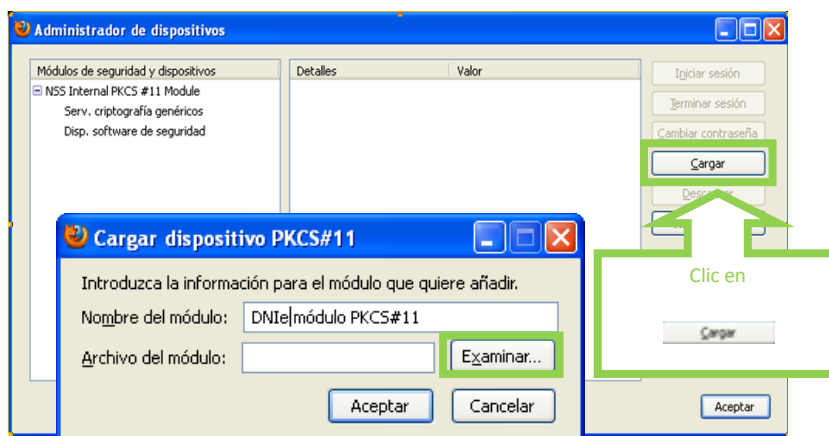 Administrador de dispositivos
Módulos de seguridad y dispositivos
Detalles
Valor
NSS Internal PKCS #11 Module
Serv. criptografía genéricos
Disp. software de seguridad
Iniciar sesión
Terminar sesión
Cambiar contraseña
Cargar
Clic en
Cargar
Cargar dispositivo PKCS#11
Introduzca la información para el módulo que quiere añadir.
Nombre del módulo: DNIe módulo PKCS#11
Archivo del módulo:
Examinar...
Aceptar
Cancelar
Aceptar